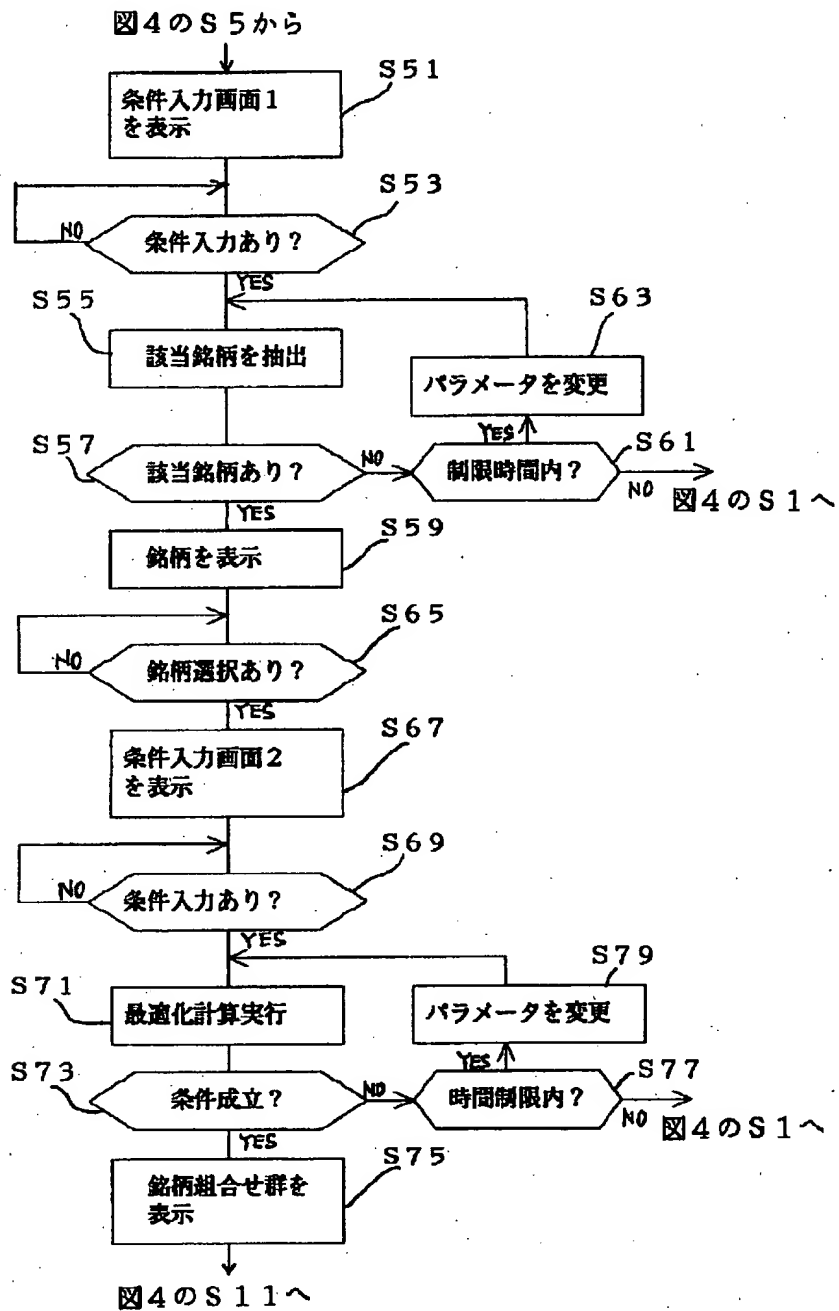 図4のS5から
S51
条件入力画面1
を表示
S53
NO
条件入力あり?
YES
S55
S63
該当銘柄を抽出
パラメータを変更
YES
S57
S61
該当銘柄あり?
NO
制限時間内?
NO
図4のS1へ
YES
S59
銘柄を表示
S65
NO
銘柄選択あり?
YES
S67
条件入力画面2
を表示
S69
NO
条件入力あり?
YES
S79
S71
最適化計算実行
パラメータを変更
YES
S73
S77
条件成立?
NO
時間制限内?
NO
図4のS1へ
YES
S75
銘柄組合せ群を
表示
図4のS11へ